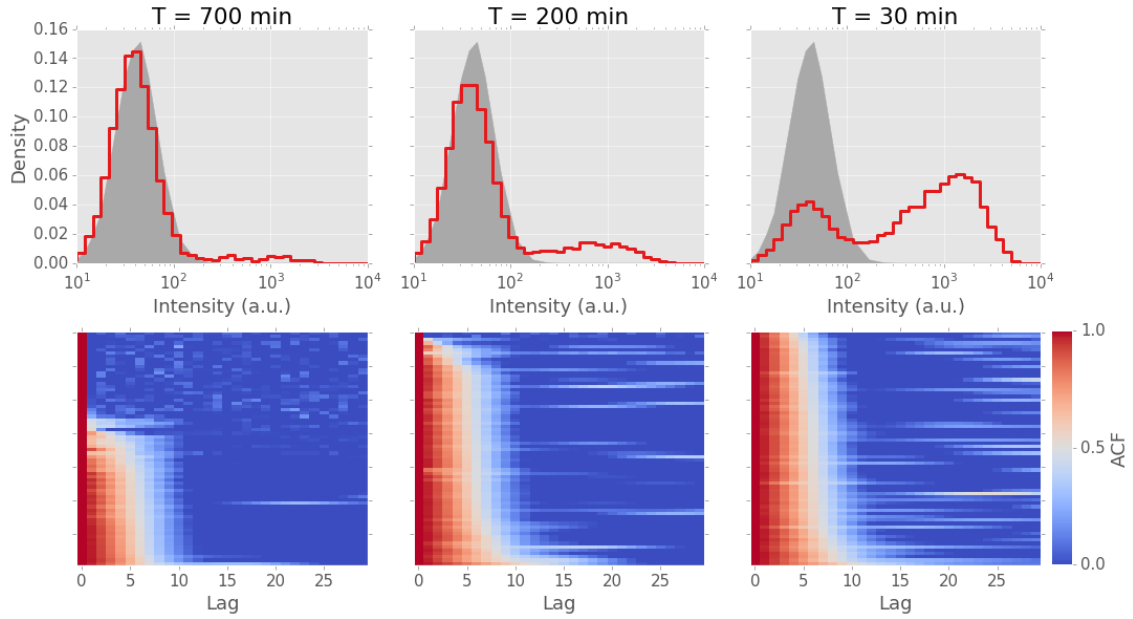 T = 700 min T = 200 min T = 30 min
0.16
0.14
0.12
0.10
0.08
0.06
0.04
0.02
0.00
Density
10¹ 10² 10³ 10⁴ 10¹ 10² 10³ 10⁴ 10¹ 10² 10³ 10⁴
Intensity (a.u.) Intensity (a.u.) Intensity (a.u.)
1.0
0.5
0.0
ACF
0 5 10 15 20 25 0 5 10 15 20 25 0 5 10 15 20 25
Lag Lag Lag